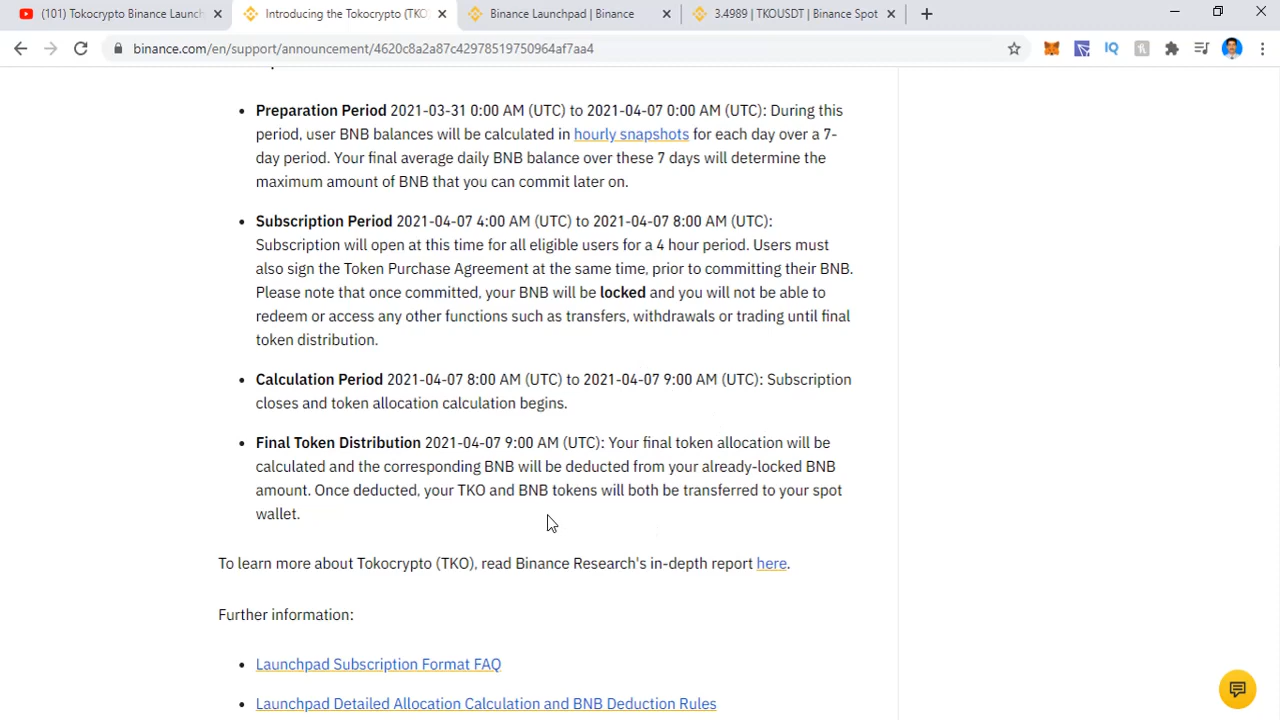 (101) Tokocrypto Binance Launch
Introducing the Tokocrypto (TKO)
Binance Launchpad | Binance
3.4989 | TKOUSDT | Binance Spot
binance.com/en/support/announcement/4620c8a2a87c42978519750964af7aa4
IQ
Preparation Period 2021-03-31 0:00 AM (UTC) to 2021-04-07 0:00 AM (UTC): During this
period, user BNB balances will be calculated in hourly snapshots for each day over a 7-
day period. Your final average daily BNB balance over these 7 days will determine the
maximum amount of BNB that you can commit later on.
Subscription Period 2021-04-07 4:00 AM (UTC) to 2021-04-07 8:00 AM (UTC):
Subscription will open at this time for all eligible users for a 4 hour period. Users must
also sign the Token Purchase Agreement at the same time, prior to committing their BNB.
Please note that once committed, your BNB will be locked and you will not be able to
redeem or access any other functions such as transfers, withdrawals or trading until final
token distribution.
Calculation Period 2021-04-07 8:00 AM (UTC) to 2021-04-07 9:00 AM (UTC): Subscription
closes and token allocation calculation begins.
Final Token Distribution 2021-04-07 9:00 AM (UTC): Your final token allocation will be
calculated and the corresponding BNB will be deducted from your already-locked BNB
amount. Once deducted, your TKO and BNB tokens will both be transferred to your spot
wallet.
To learn more about Tokocrypto (TKO), read Binance Research's in-depth report here.
Further information:
Launchpad Subscription Format FAQ
Launchpad Detailed Allocation Calculation and BNB Deduction Rules